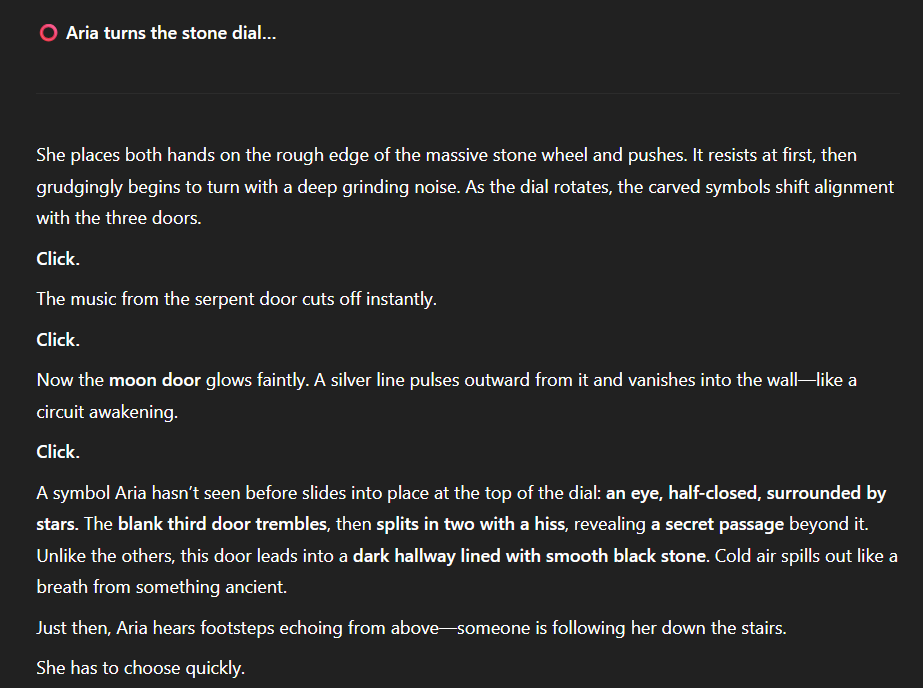 Aria turns the stone dial...
She places both hands on the rough edge of the massive stone wheel and pushes. It resists at first, then
grudgingly begins to turn with a deep grinding noise. As the dial rotates, the carved symbols shift alignment
with the three doors.
Click.
The music from the serpent door cuts off instantly.
Click.
Now the moon door glows faintly. A silver line pulses outward from it and vanishes into the wall—like a
circuit awakening.
Click.
A symbol Aria hasn’t seen before slides into place at the top of the dial: an eye, half-closed, surrounded by
stars. The blank third door trembles, then splits in two with a hiss, revealing a secret passage beyond it.
Unlike the others, this door leads into a dark hallway lined with smooth black stone. Cold air spills out like a
breath from something ancient.
Just then, Aria hears footsteps echoing from above—someone is following her down the stairs.
She has to choose quickly.